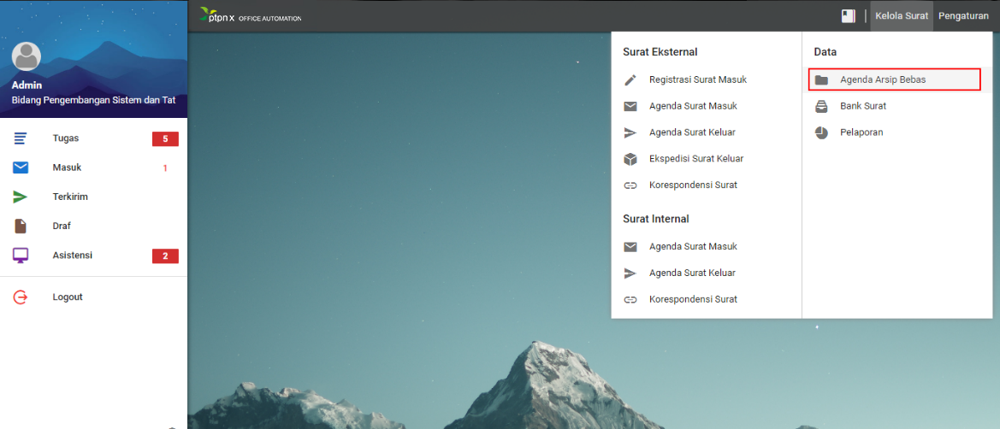 ptpn x OFFICE AUTOMATION
Kelola Surat
Pengaturan
Admin
Bidang Pengembangan Sistem dan Tat
Tugas 5
Masuk 1
Terkirim
Draf
Asistensi 2
Logout
Surat Eksternal
Registrasi Surat Masuk
Agenda Surat Masuk
Agenda Surat Keluar
Ekspedisi Surat Keluar
Korespondensi Surat
Surat Internal
Agenda Surat Masuk
Agenda Surat Keluar
Korespondensi Surat
Data
Agenda Arsip Bebas
Bank Surat
Pelaporan